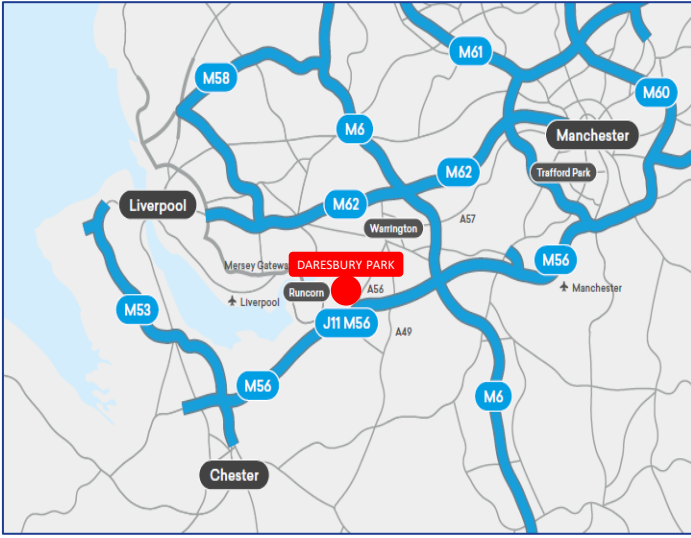 M61
M58
M60
M6
Manchester
M62
Trafford Park
M62
Liverpool
A57
Warrington
Mersey Gateway
DARESBURY PARK
M56
Runcorn
A56
Manchester
Liverpool
M53
J11 M56
A49
M56
M6
Chester